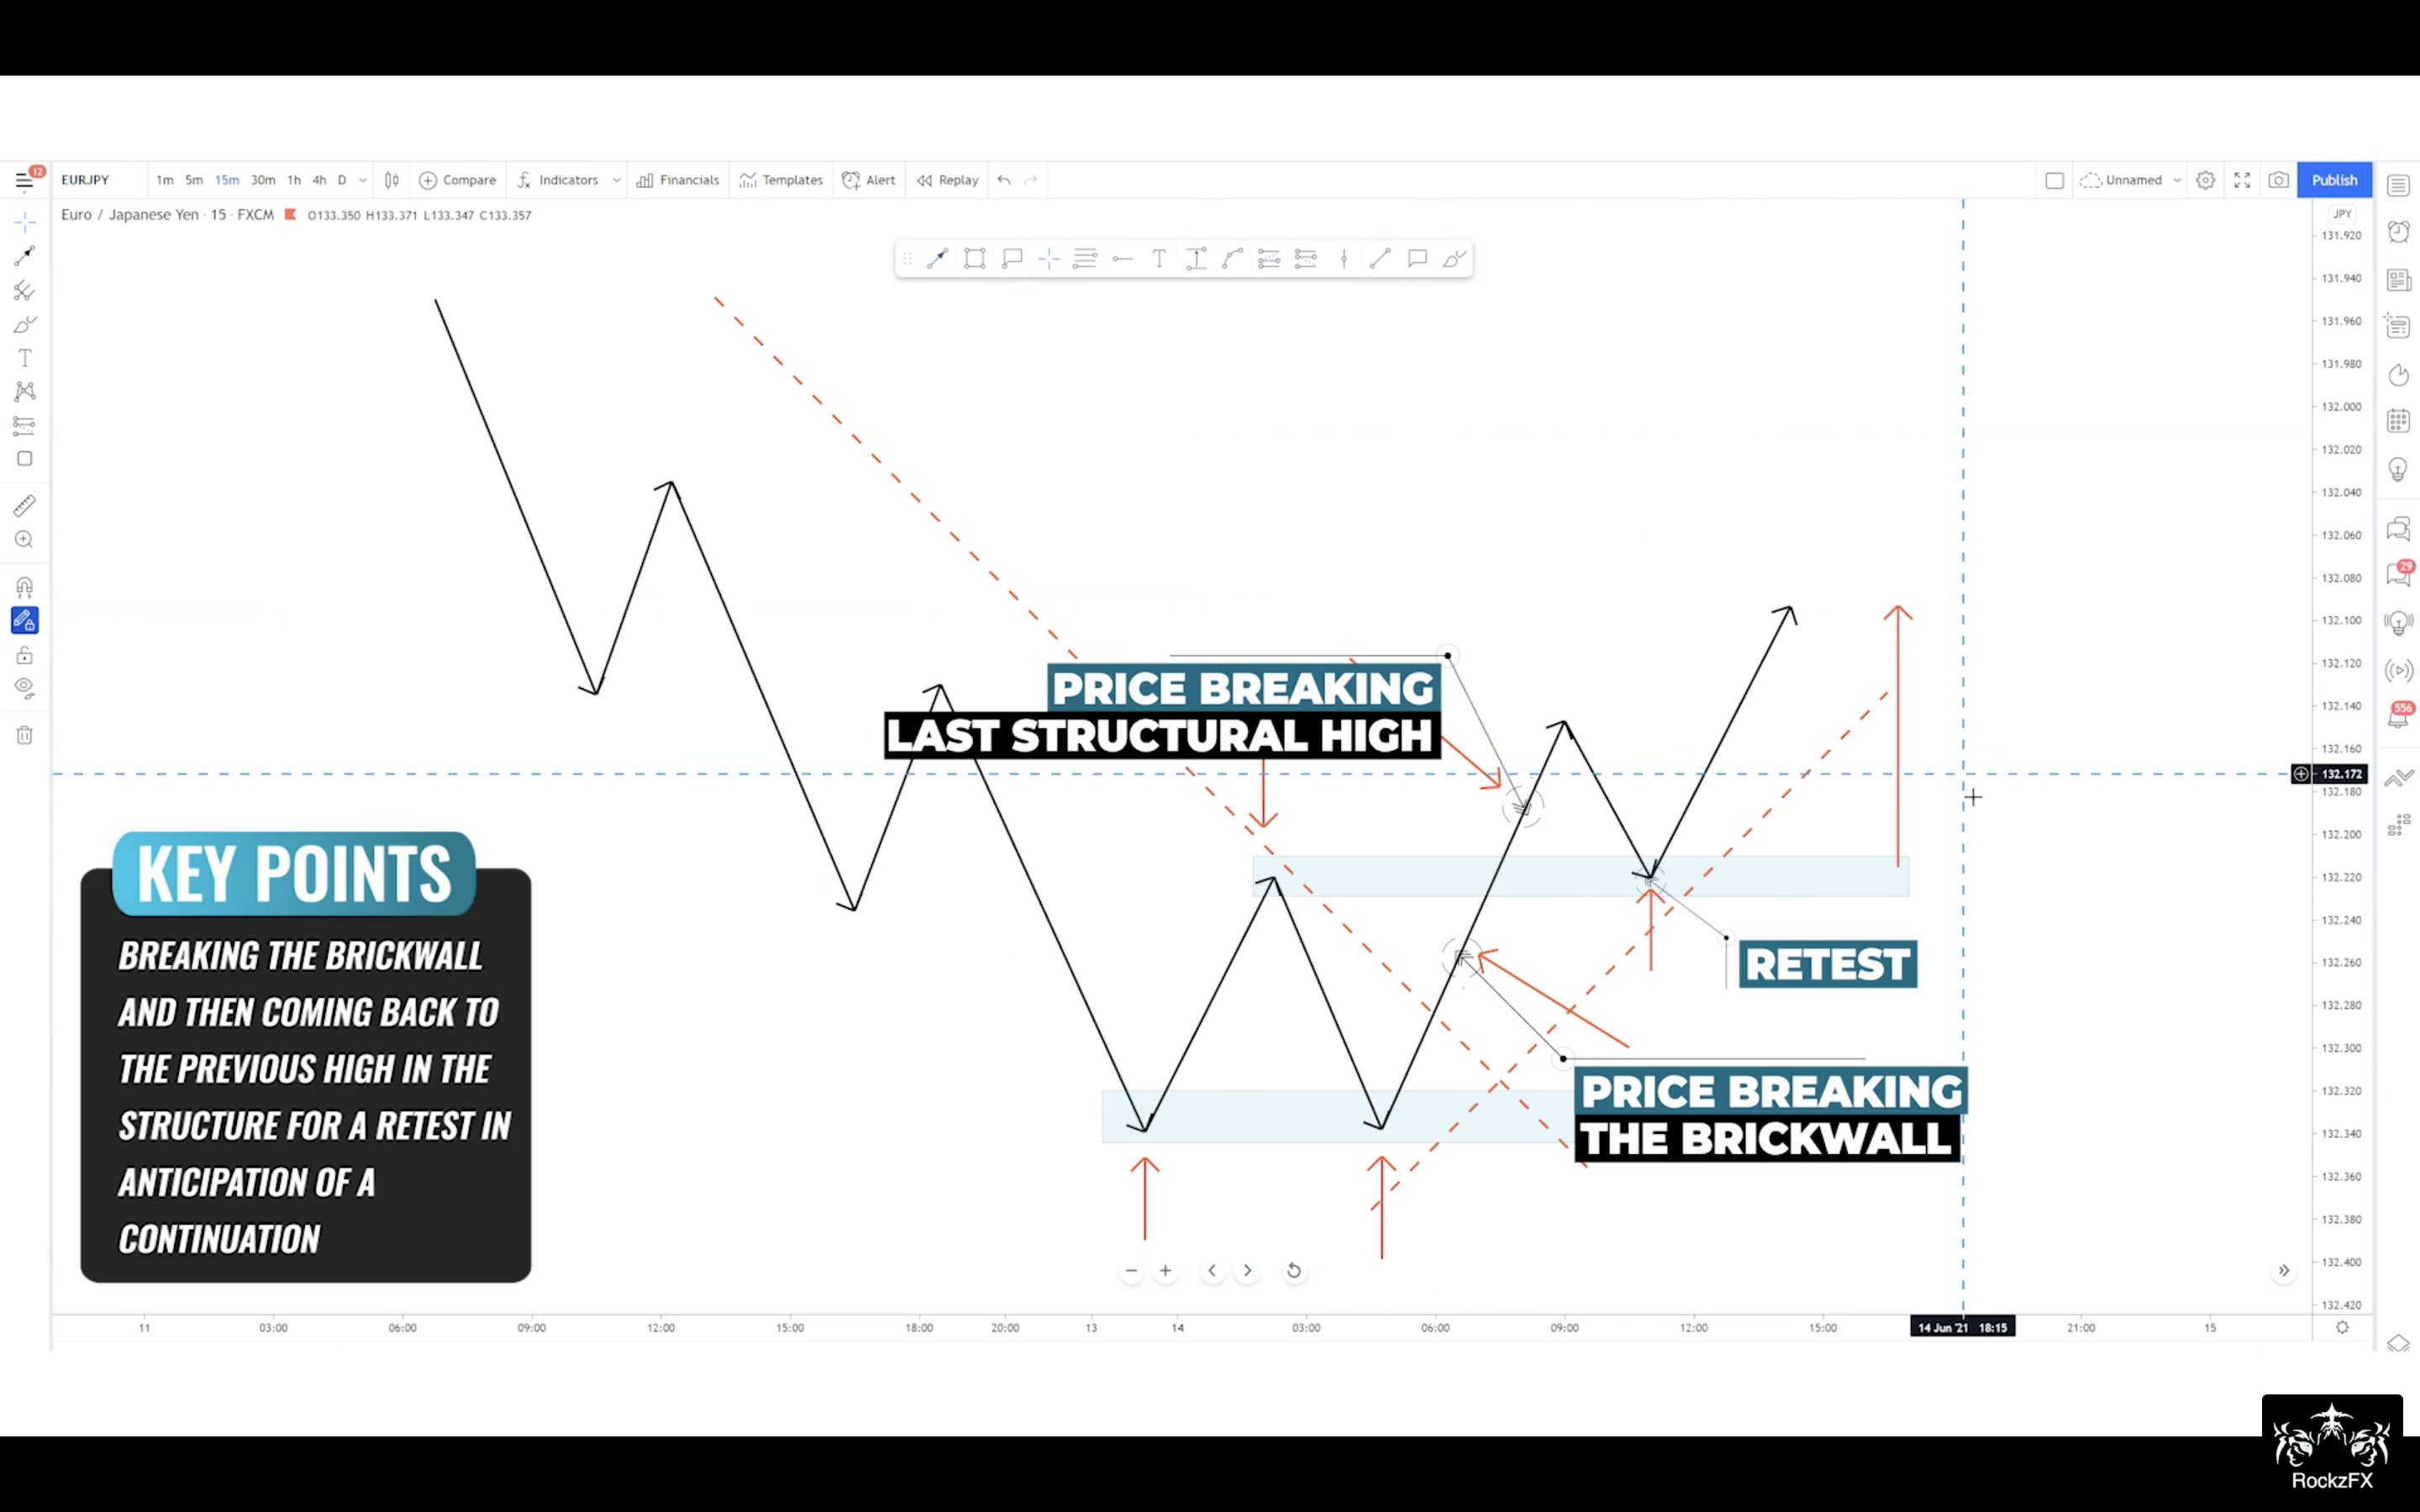 12
EURJPY 1m 5m 15m 30m 1h 4h D Compare Indicators Financials Templates Alert Replay Unnamed Publish
Euro / Japanese Yen · 15 · FXCM O133.350 H133.371 L133.347 C133.357
JPY
131.920
131.940
131.960
131.980
132.000
132.020
132.040
132.060
132.080
132.100
132.120
132.140
132.160
132.172
132.180
132.200
132.220
132.240
132.260
132.280
132.300
132.320
132.340
132.360
132.380
132.400
132.420
29
556
PRICE BREAKING
LAST STRUCTURAL HIGH
RETEST
PRICE BREAKING
THE BRICKWALL
KEY POINTS
BREAKING THE BRICKWALL
AND THEN COMING BACK TO
THE PREVIOUS HIGH IN THE
STRUCTURE FOR A RETEST IN
ANTICIPATION OF A
CONTINUATION
11 03:00 06:00 09:00 12:00 15:00 18:00 20:00 13 14 03:00 06:00 09:00 12:00 15:00 14 Jun '21 18:15 21:00 15
RockzFX